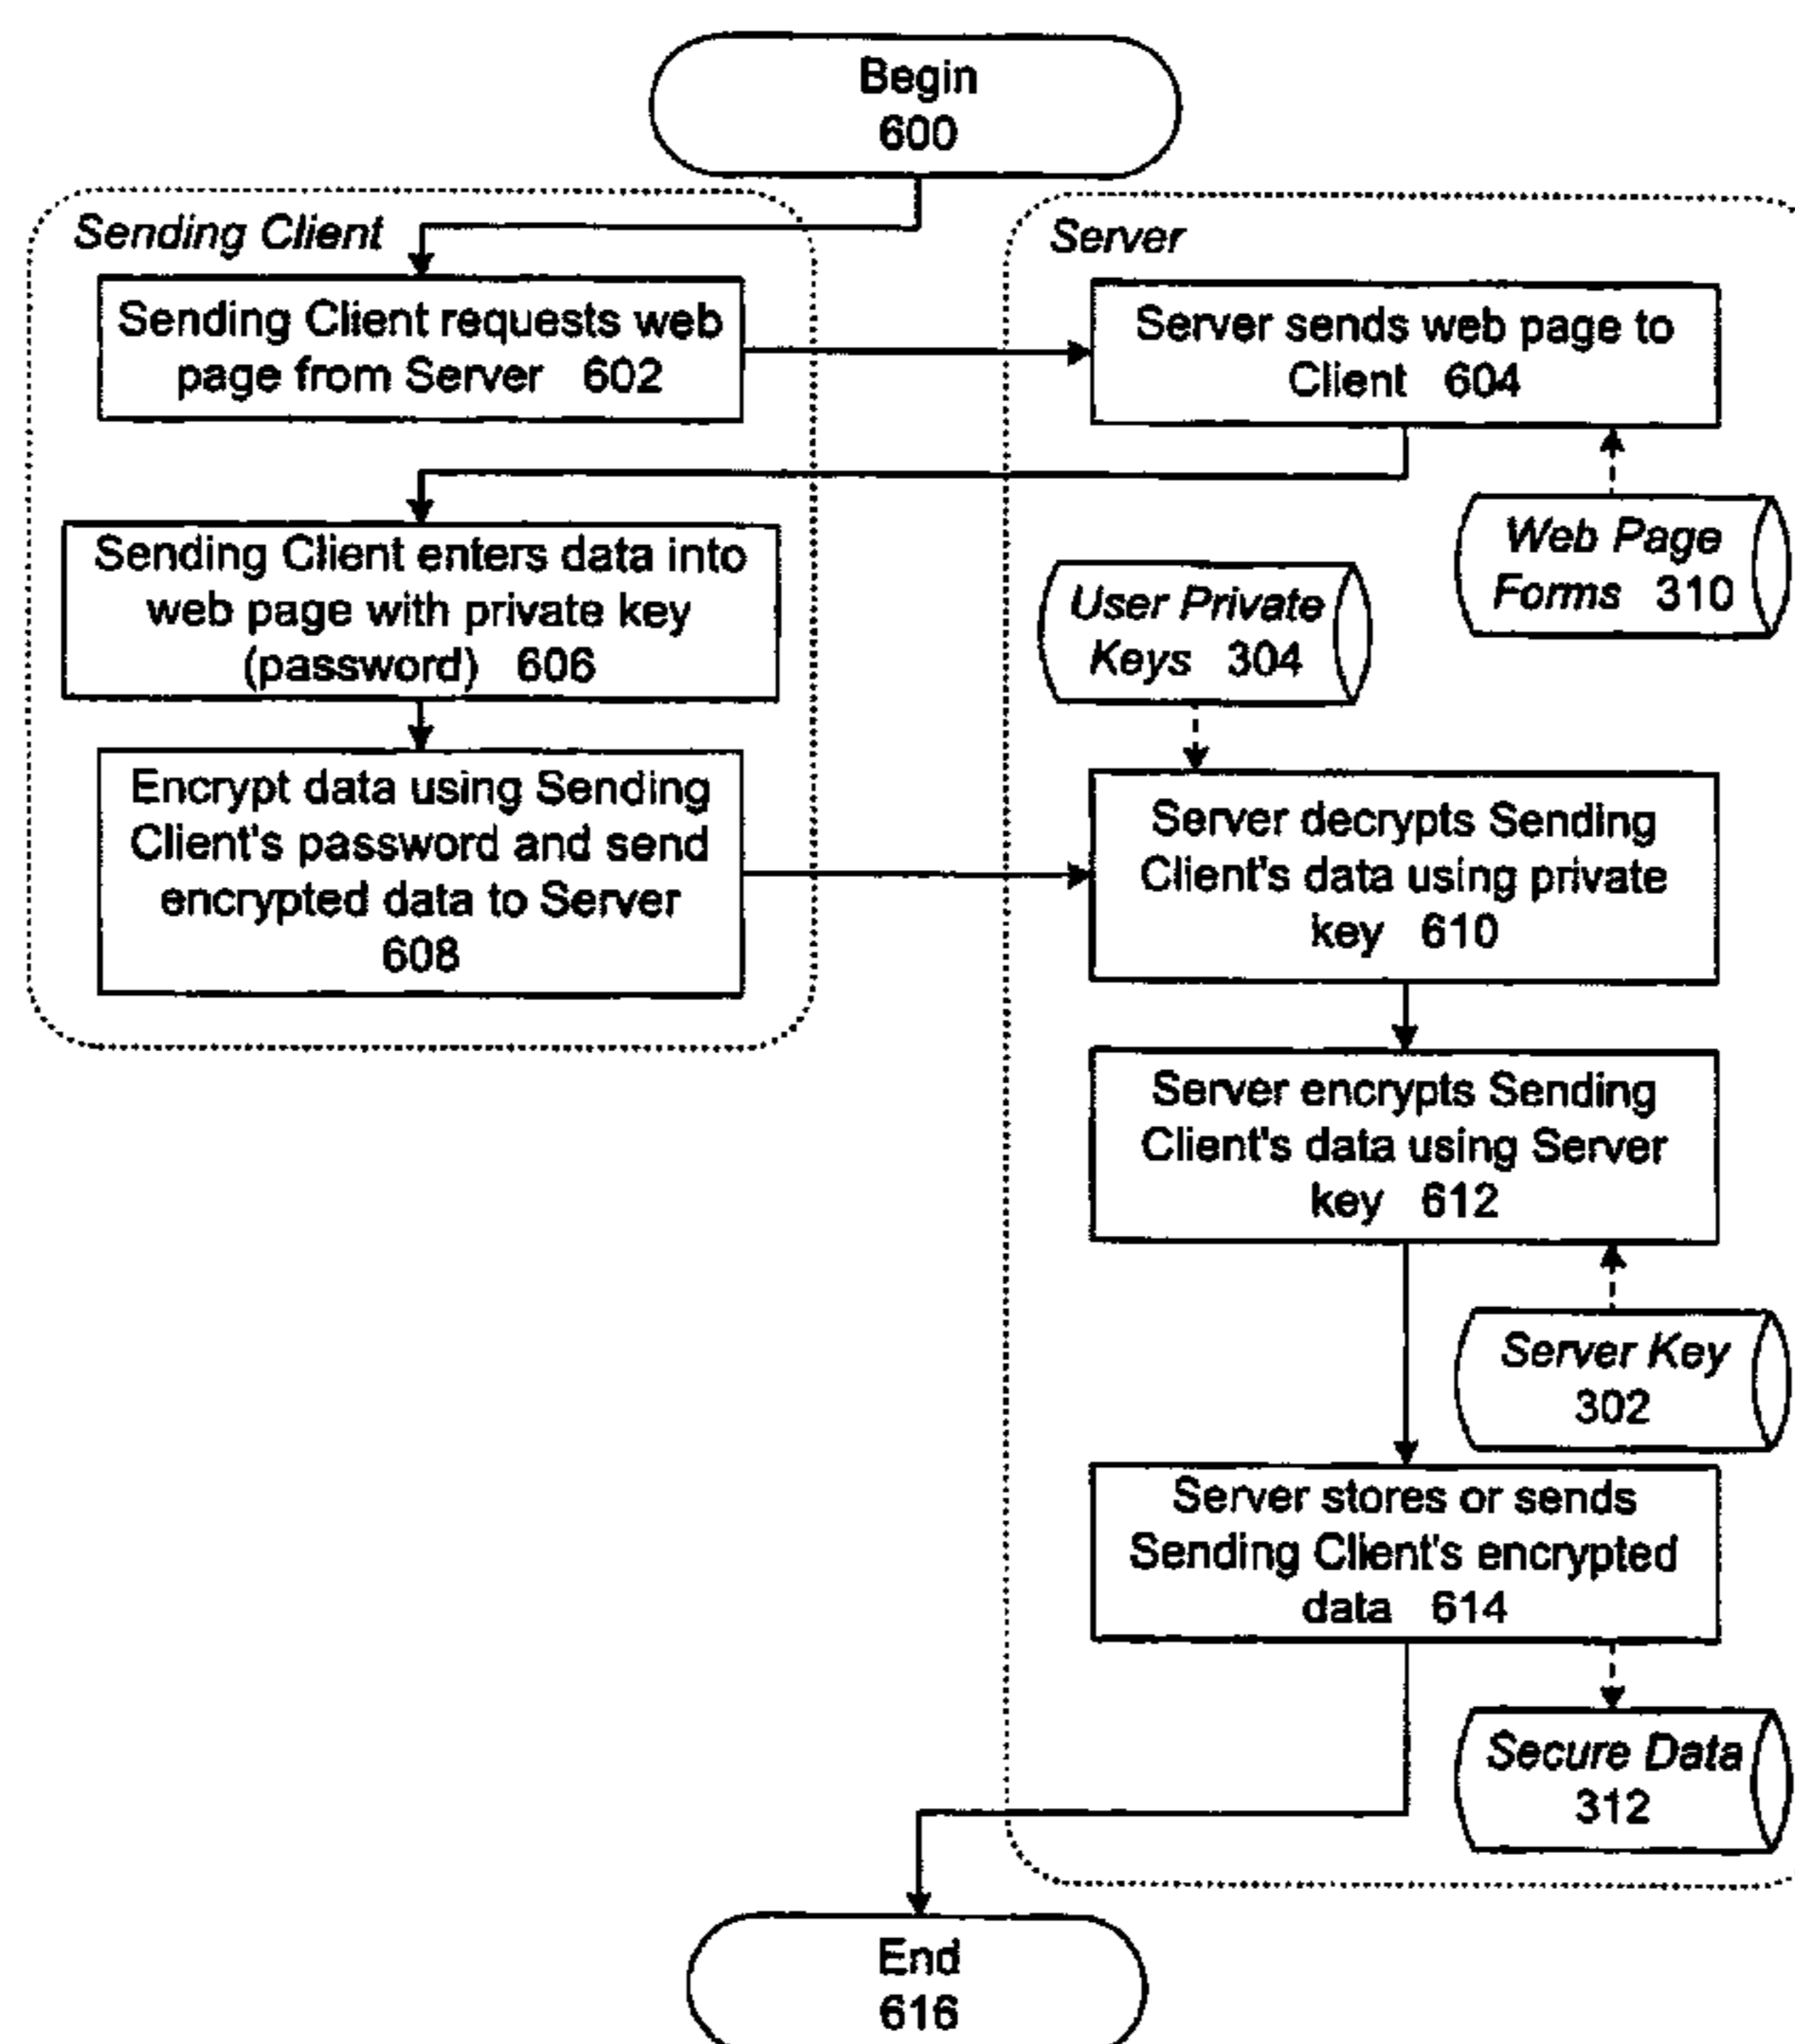 Begin
600
Sending Client
Server
Sending Client requests web
page from Server 602
Server sends web page to
Client 604
Web Page
Forms 310
Sending Client enters data into
web page with private key
(password) 606
User Private
Keys 304
Encrypt data using Sending
Client's password and send
encrypted data to Server
608
Server decrypts Sending
Client's data using private
key 610
Server encrypts Sending
Client's data using Server
key 612
Server Key
302
Server stores or sends
Sending Client's encrypted
data 614
Secure Data
312
End
616